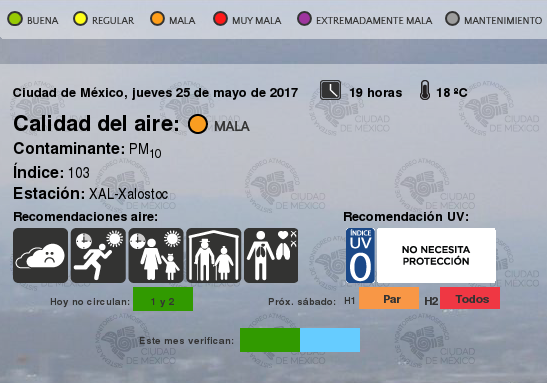 BUENA REGULAR MALA MUY MALA EXTREMADAMENTE MALA MANTENIMIENTO
Ciudad de México, jueves 25 de mayo de 2017 19 horas 18 ºC
Calidad del aire: MALA
Contaminante: PM10
Índice: 103
Estación: XAL-Xalostoc
Recomendaciones aire: Recomendación UV:
ÍNDICE
UV
0
NO NECESITA
PROTECCIÓN
Hoy no circulan: 1 y 2 Próx. sábado: H1 Par H2 Todos
Este mes verifican:
CIUDAD
DE MÉXICO